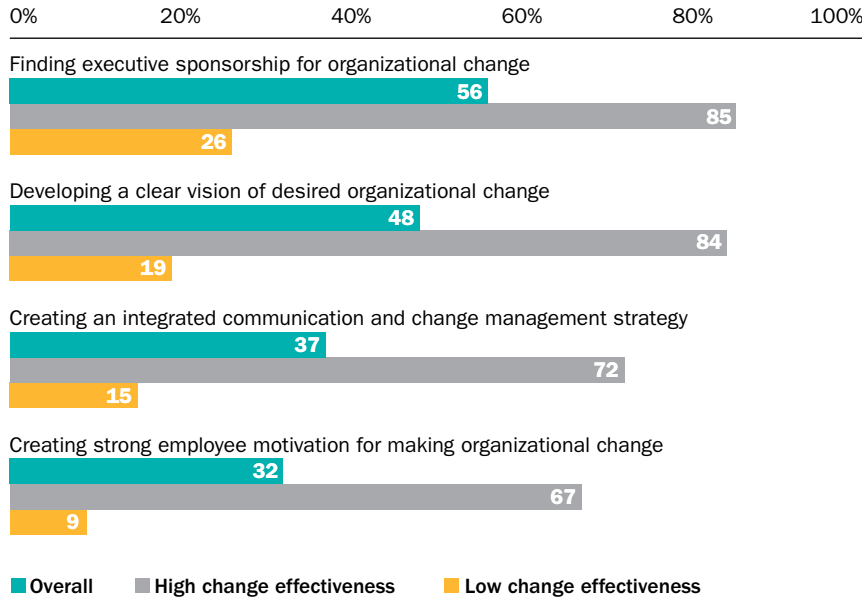 0% 20% 40% 60% 80% 100%
Finding executive sponsorship for organizational change
56
85
26
Developing a clear vision of desired organizational change
48
84
19
Creating an integrated communication and change management strategy
37
72
15
Creating strong employee motivation for making organizational change
32
67
9
Overall High change effectiveness Low change effectiveness